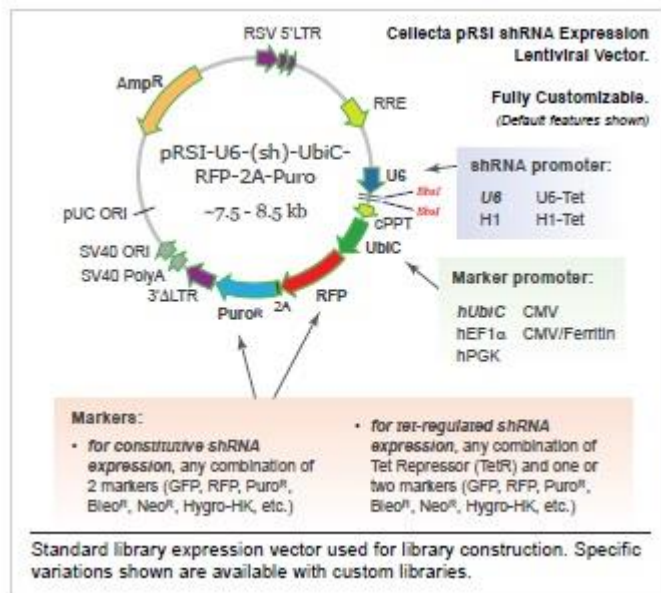 Cellecta pRSI shRNA Expression
Lentiviral Vector.
Fully Customizable.
(Default features shown)
RSV 5'LTR
AmpR
RRE
pRSI-U6-(sh)-UbiC-
RFP-2A-Puro
~7.5 - 8.5 kb
U6
BbsI
BbsI
cPPT
UbiC
pUC ORI
SV40 ORI
SV40 PolyA
3'ΔLTR
PuroR
2A
RFP
shRNA promoter:
U6 U6-Tet
H1 H1-Tet
Marker promoter:
hUbiC CMV
hEF1α CMV/Ferritin
hPGK
Markers:
• for constitutive shRNA
expression, any combination of
2 markers (GFP, RFP, PuroR,
BleoR, NeoR, Hygro-HK, etc.)
• for tet-regulated shRNA
expression, any combination of
Tet Repressor (TetR) and one or
two markers (GFP, RFP, PuroR,
BleoR, NeoR, Hygro-HK, etc.)
Standard library expression vector used for library construction. Specific
variations shown are available with custom libraries.